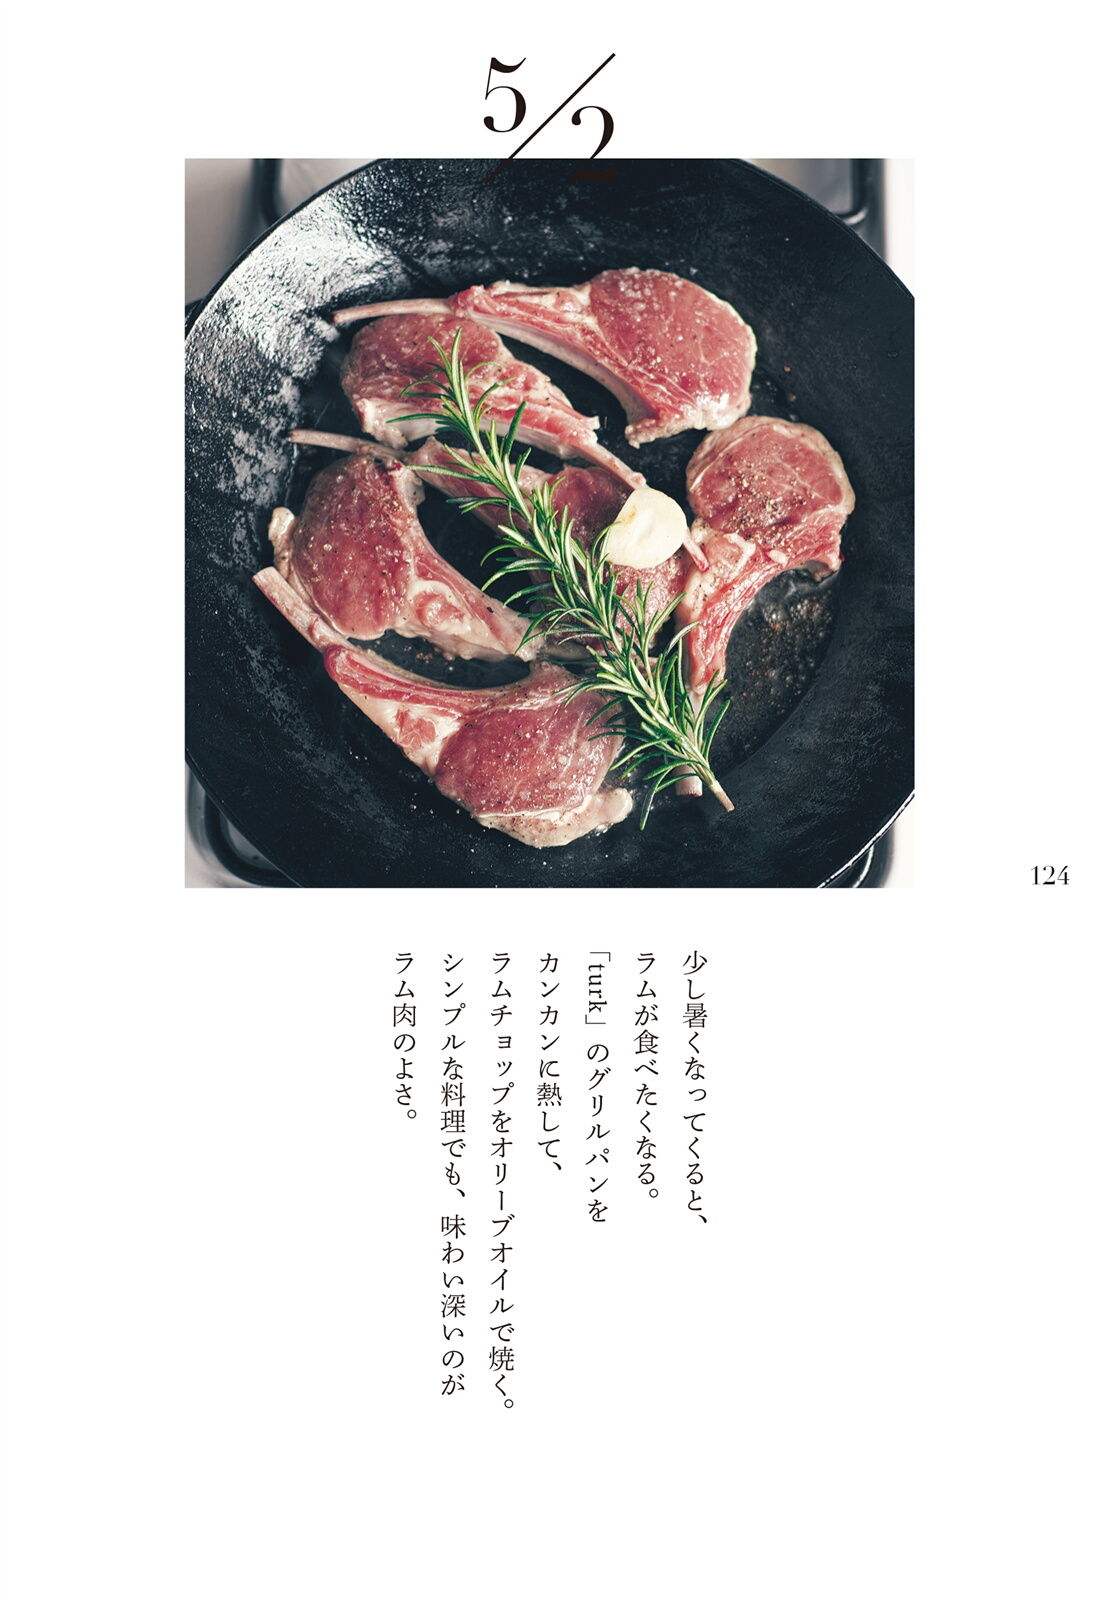 5/2
124
少し暑くなってくると、
ラムが食べたくなる。
「turk」のグリルパンを
カンカンに熱して、
ラムチョップをオリーブオイルで焼く。
シンプルな料理でも、味わい深いのが
ラム肉のよさ。